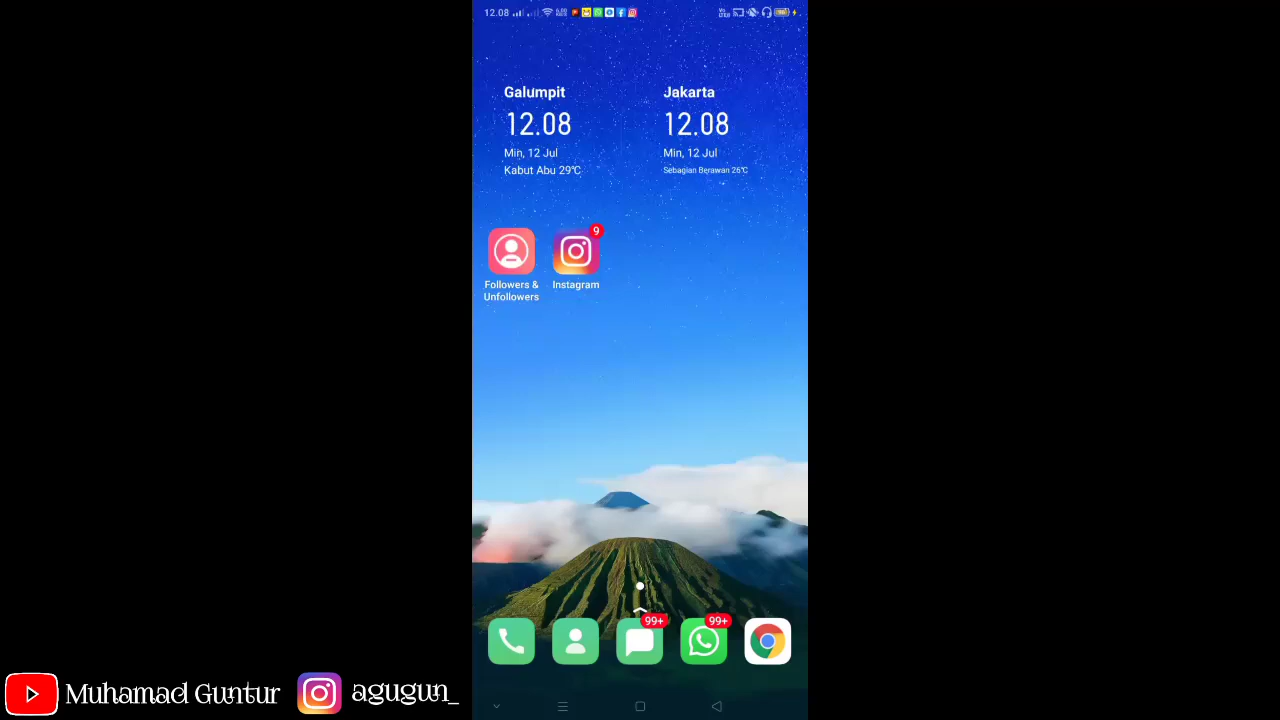 12.08
Galumpit
Jakarta
12.08
12.08
Min, 12 Jul
Min, 12 Jul
Kabut Abu 29°C
Sebagian Berawan 26°C
9
Followers &
Unfollowers
Instagram
99+
99+
Muhamad Guntur
agugun_